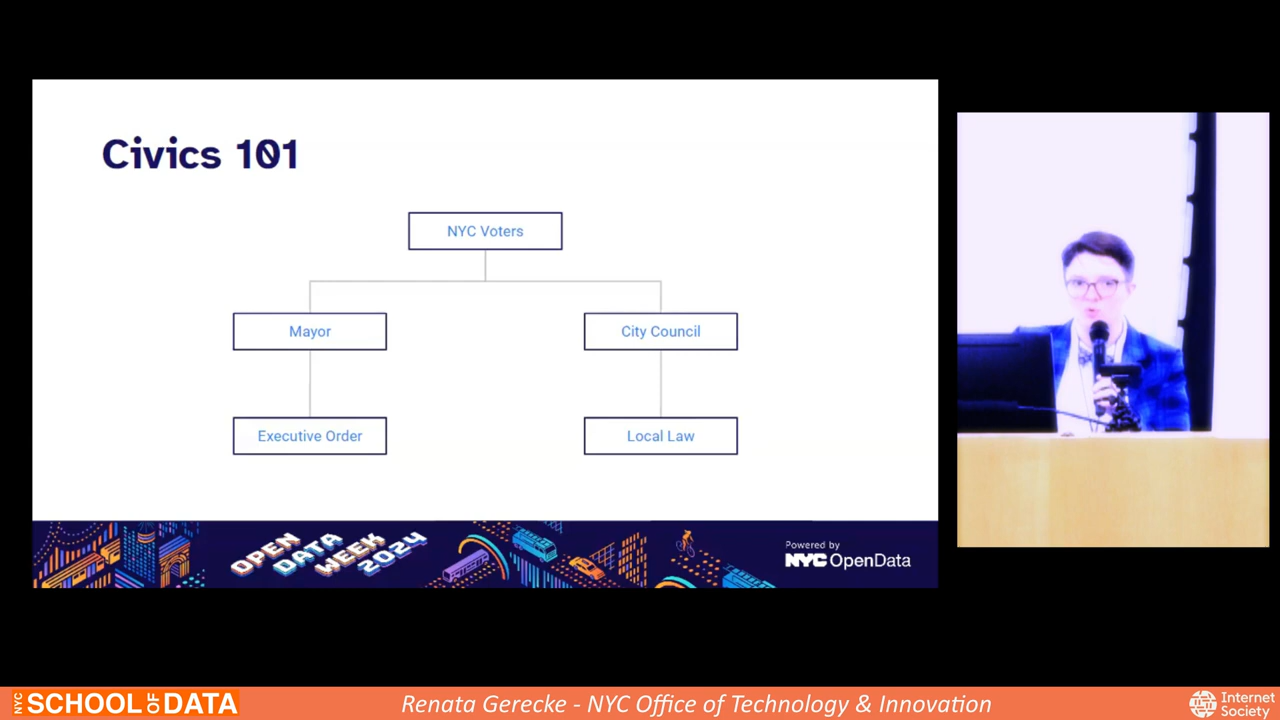 Civics 101
NYC Voters
Mayor
City Council
Executive Order
Local Law
OPEN
DATA
WEEK
2024
Powered by
NYC OpenData
NYC SCHOOL OF DATA
Renata Gerecke - NYC Office of Technology & Innovation
Internet
Society